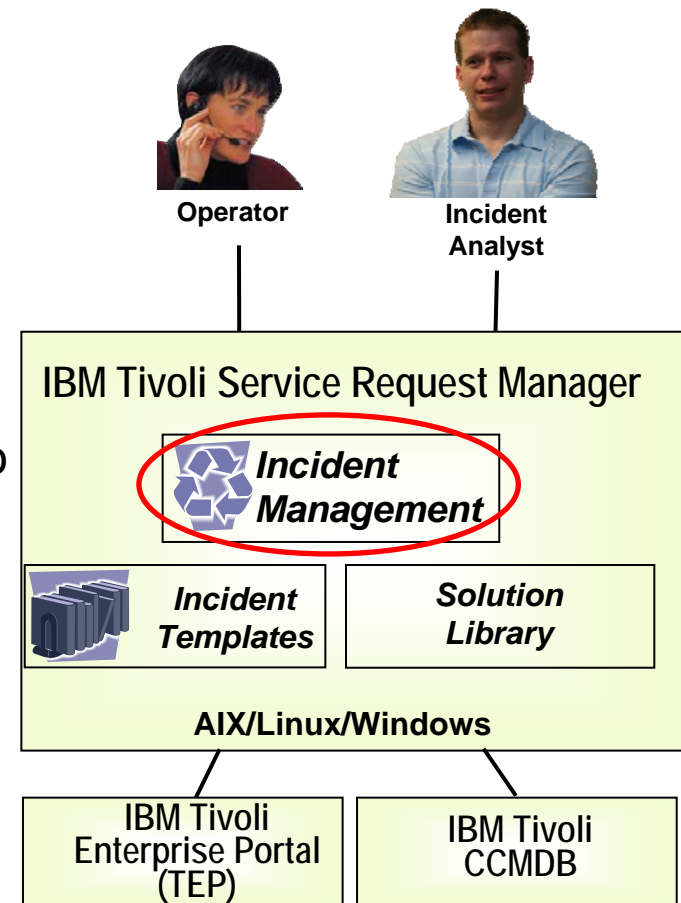 Operator
Incident
Analyst
IBM Tivoli Service Request Manager
Incident
Management
Incident
Templates
Solution
Library
AIX/Linux/Windows
IBM Tivoli
Enterprise Portal
(TEP)
IBM Tivoli
CCMDB